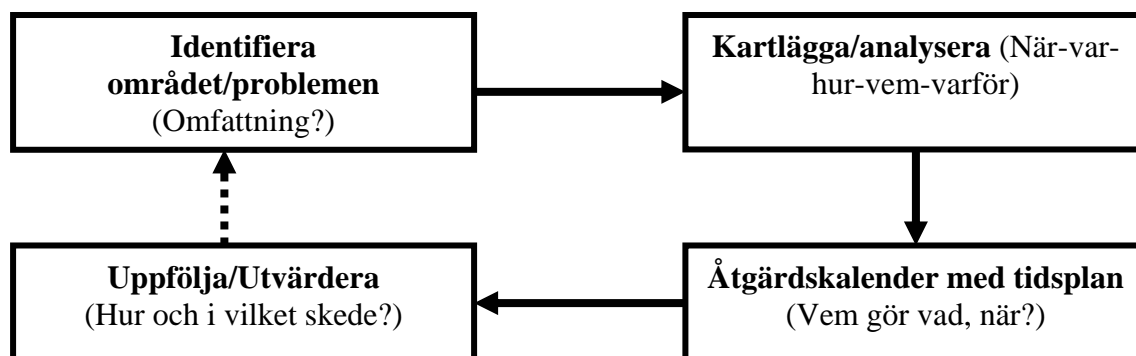 Identifiera
området/problemen
(Omfattning?)
Kartlägga/analysera (När-var-
hur-vem-varför)
Uppfölja/Utvärdera
(Hur och i vilket skede?)
Åtgärdskalender med tidsplan
(Vem gör vad, när?)